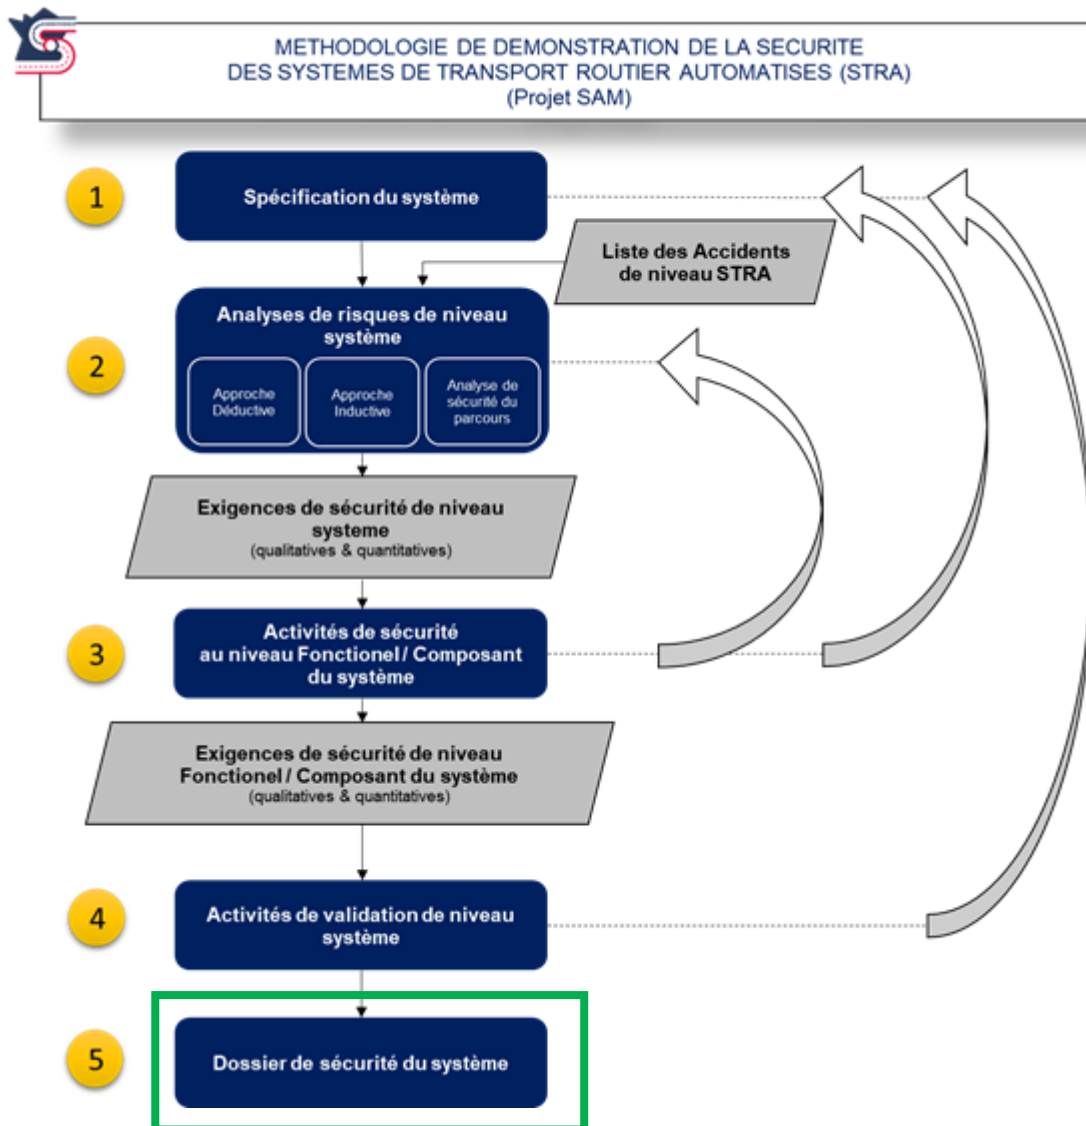 METHODOLOGIE DE DEMONSTRATION DE LA SECURITE
DES SYSTEMES DE TRANSPORT ROUTIER AUTOMATISES (STRA)
(Projet SAM)
1
Spécification du système
Liste des Accidents
de niveau STRA
2
Analyses de risques de niveau
système
Approche
Déductive
Approche
Inductive
Analyse de
sécurité du
parcours
Exigences de sécurité de niveau
systeme
(qualitatives & quantitatives)
3
Activités de sécurité
au niveau Fonctionel / Composant
du système
Exigences de sécurité de niveau
Fonctionel / Composant du système
(qualitatives & quantitatives)
4
Activités de validation de niveau
système
5
Dossier de sécurité du système